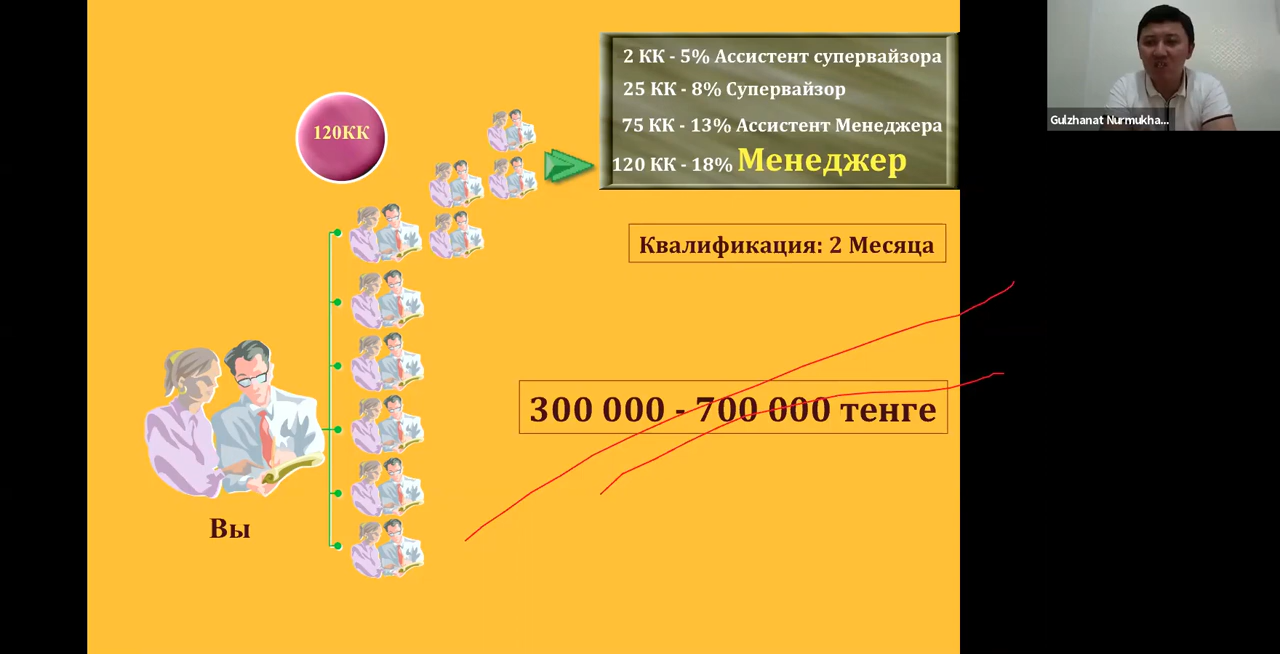 120КК
2 КК - 5% Ассистент супервайзора
25 КК - 8% Супервайзор
75 КК - 13% Ассистент Менеджера
120 КК - 18% Менеджер
Квалификация: 2 Месяца
300 000 - 700 000 тенге
Вы
Gulzhanat Nurmukha...